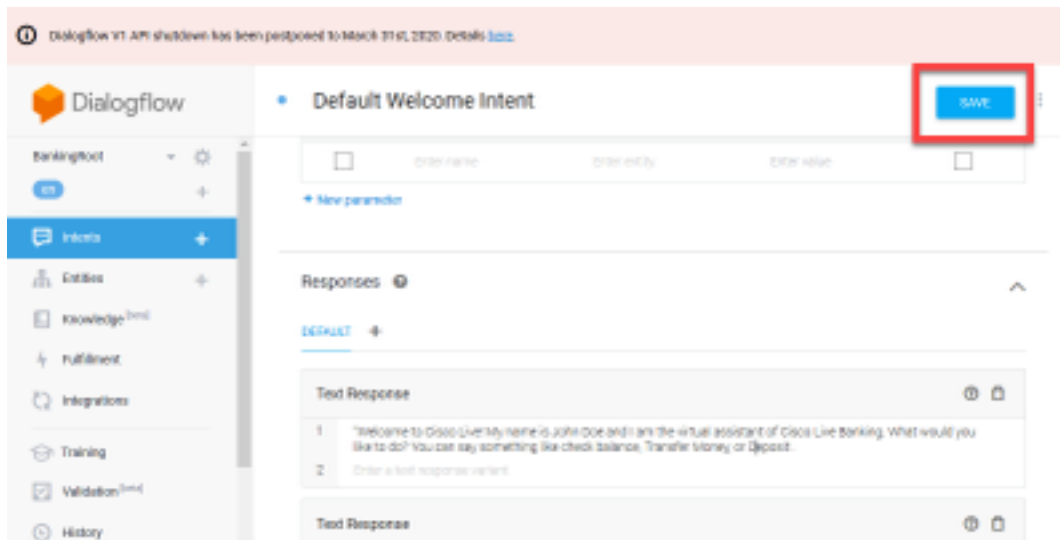 Dialogflow V1 API shutdown has been postponed to March 31st, 2020. Details here.
Dialogflow
Default Welcome Intent
SAVE
BankingRoot
en
Enter name
Enter entity
Enter value
+ New parameter
Intents
Entities
Knowledge [beta]
Fulfillment
Integrations
Training
Validation [beta]
History
Responses
DEFAULT
Text Response
1 "Welcome to Cisco Live! My name is John Doe and I am the virtual assistant of Cisco Live Banking. What would you
like to do? You can say something like check balance, Transfer Money, or Deposit.
2 Enter a text response variant
Text Response